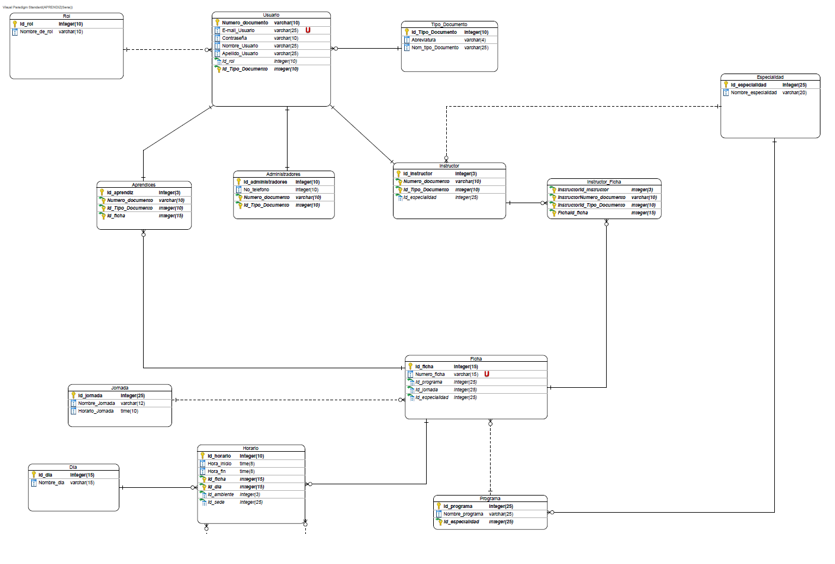 Visual Paradigm Standard(APRENDIZ(Sena))
Rol
Id_rol integer(10)
Nombre_de_rol varchar(10)
Usuario
Numero_documento varchar(10)
E-mail_Usuario varchar(25) U
Contraseña varchar(10)
Nombre_Usuario varchar(25)
Apellido_Usuario varchar(25)
Id_rol integer(10)
Id_Tipo_Documento integer(10)
Tipo_Documento
Id_Tipo_Documento integer(10)
Abreviatura varchar(4)
Nom_tipo_Documento varchar(25)
Especialidad
Id_especialidad integer(25)
Nombre_especialidad varchar(20)
Aprendices
Id_aprendiz integer(3)
Numero_documento varchar(10)
Id_Tipo_Documento integer(10)
Id_ficha integer(15)
Administradores
Id_administradores integer(10)
No_telefono integer(10)
Numero_documento varchar(10)
Id_Tipo_Documento integer(10)
Instructor
Id_Instructor integer(3)
Numero_documento varchar(10)
Id_Tipo_Documento integer(10)
Id_especialidad integer(25)
Instructor_Ficha
InstructorId_Instructor integer(3)
InstructorNumero_documento varchar(10)
InstructorId_Tipo_Documento integer(10)
FichaId_ficha integer(15)
Ficha
Id_ficha integer(15)
Numero_ficha varchar(15) U
Id_programa integer(25)
Id_jornada integer(25)
Id_especialidad integer(25)
Jornada
Id_jornada integer(25)
Nombre_Jornada varchar(12)
Horario_Jornada time(10)
Horario
Id_horario integer(10)
Hora_inicio time(5)
Hora_fin time(6)
Id_ficha integer(15)
Id_dia integer(15)
Id_ambiente integer(3)
Id_sede integer(25)
Dia
Id_dia integer(15)
Nombre_dia varchar(15)
Programa
Id_programa integer(25)
Nombre_programa varchar(25)
Id_especialidad integer(25)